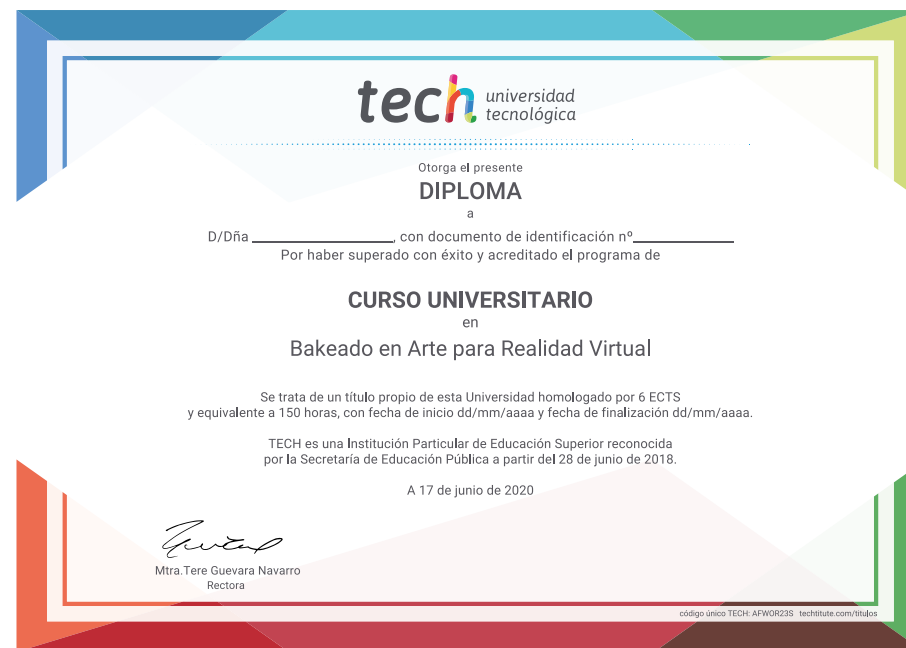 tech universidad
tecnológica
Otorga el presente
DIPLOMA
a
D/Dña ____________________, con documento de identificación nº______________
Por haber superado con éxito y acreditado el programa de
CURSO UNIVERSITARIO
en
Bakeado en Arte para Realidad Virtual
Se trata de un título propio de esta Universidad homologado por 6 ECTS
y equivalente a 150 horas, con fecha de inicio dd/mm/aaaa y fecha de finalización dd/mm/aaaa.
TECH es una Institución Particular de Educación Superior reconocida
por la Secretaría de Educación Pública a partir del 28 de junio de 2018.
A 17 de junio de 2020
Mtra.Tere Guevara Navarro
Rectora
código único TECH: AFWOR23S techtitute.com/titulos